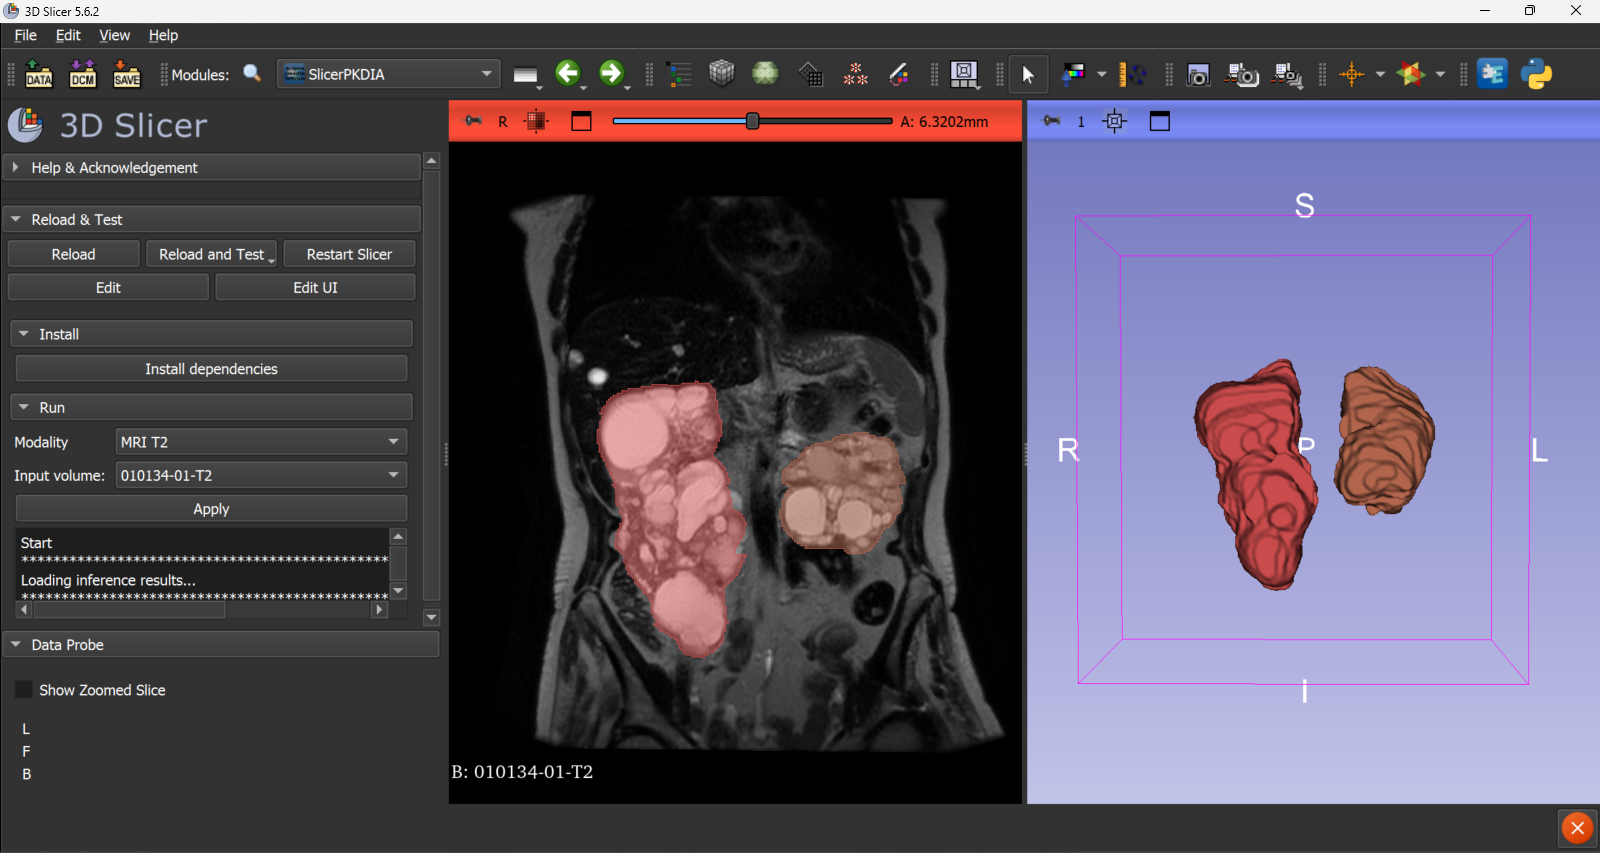 3D Slicer 5.6.2
File Edit View Help
DATA DCM SAVE Modules: SlicerPKDIA
3D Slicer
Help & Acknowledgement
Reload & Test
Reload Reload and Test Restart Slicer
Edit Edit UI
Install
Install dependencies
Run
Modality MRI T2
Input volume: 010134-01-T2
Apply
Start
**********************************************
Loading inference results...
**********************************************
Data Probe
Show Zoomed Slice
L
F
B
R A: 6.3202mm
B: 010134-01-T2
1
S
R P L
I